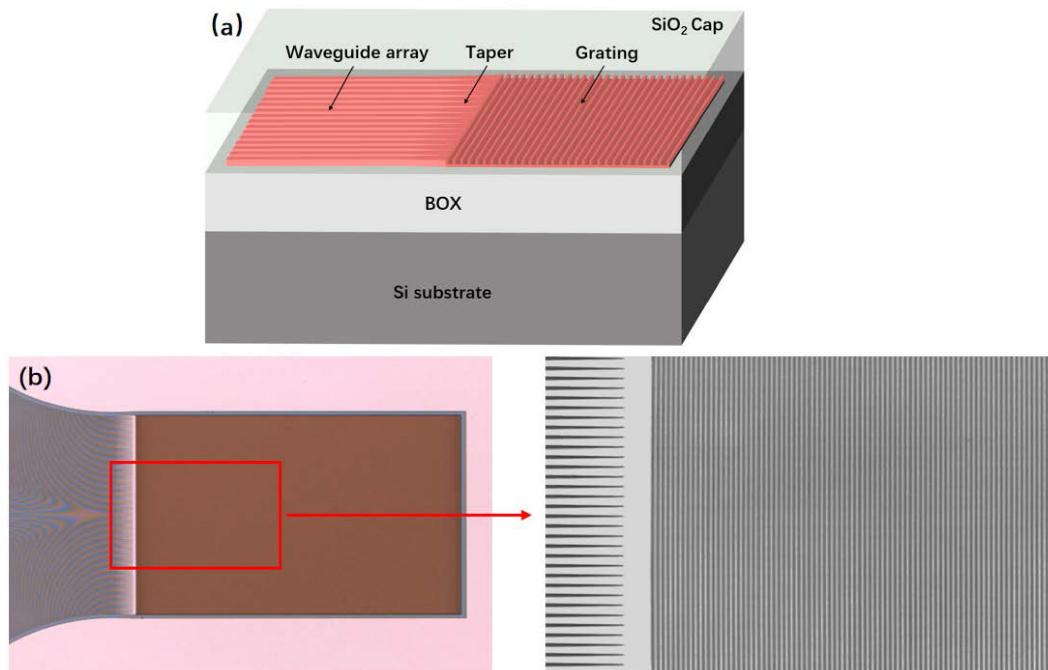 (a)
SiO₂ Cap
Waveguide array
Taper
Grating
BOX
Si substrate
(b)